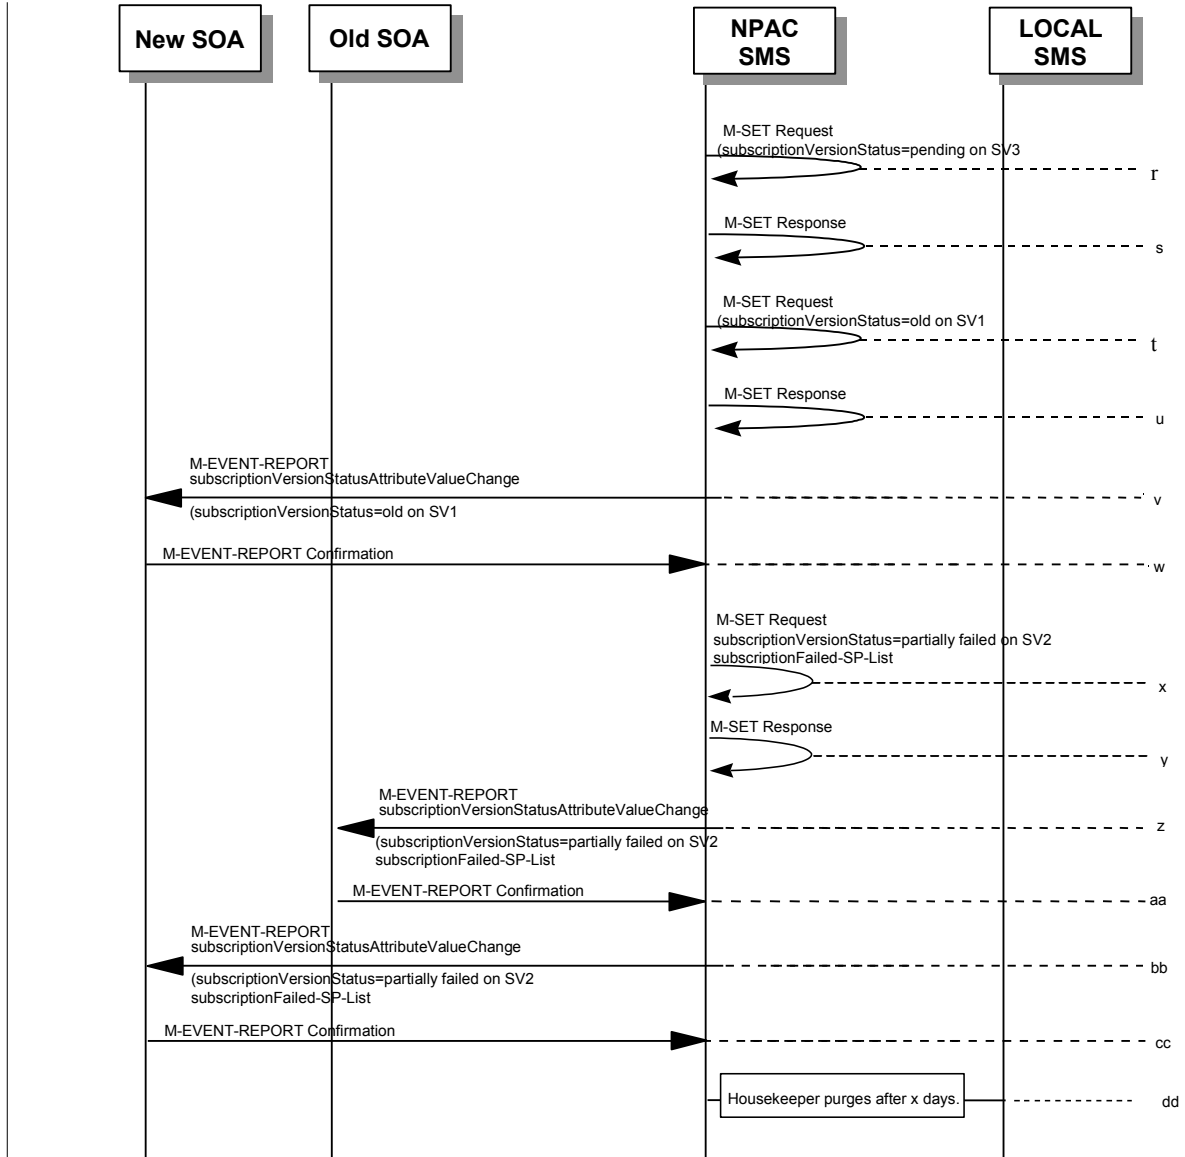 New SOA
Old SOA
NPAC
SMS
LOCAL
SMS
M-SET Request
(subscriptionVersionStatus=pending on SV3
r
M-SET Response
s
M-SET Request
(subscriptionVersionStatus=old on SV1
t
M-SET Response
u
M-EVENT-REPORT
subscriptionVersionStatusAttributeValueChange
v
(subscriptionVersionStatus=old on SV1
M-EVENT-REPORT Confirmation
w
M-SET Request
subscriptionVersionStatus=partially failed on SV2
subscriptionFailed-SP-List
x
M-SET Response
y
M-EVENT-REPORT
subscriptionVersionStatusAttributeValueChange
z
(subscriptionVersionStatus=partially failed on SV2
subscriptionFailed-SP-List
M-EVENT-REPORT Confirmation
aa
M-EVENT-REPORT
subscriptionVersionStatusAttributeValueChange
bb
(subscriptionVersionStatus=partially failed on SV2
subscriptionFailed-SP-List
M-EVENT-REPORT Confirmation
cc
Housekeeper purges after x days.
dd